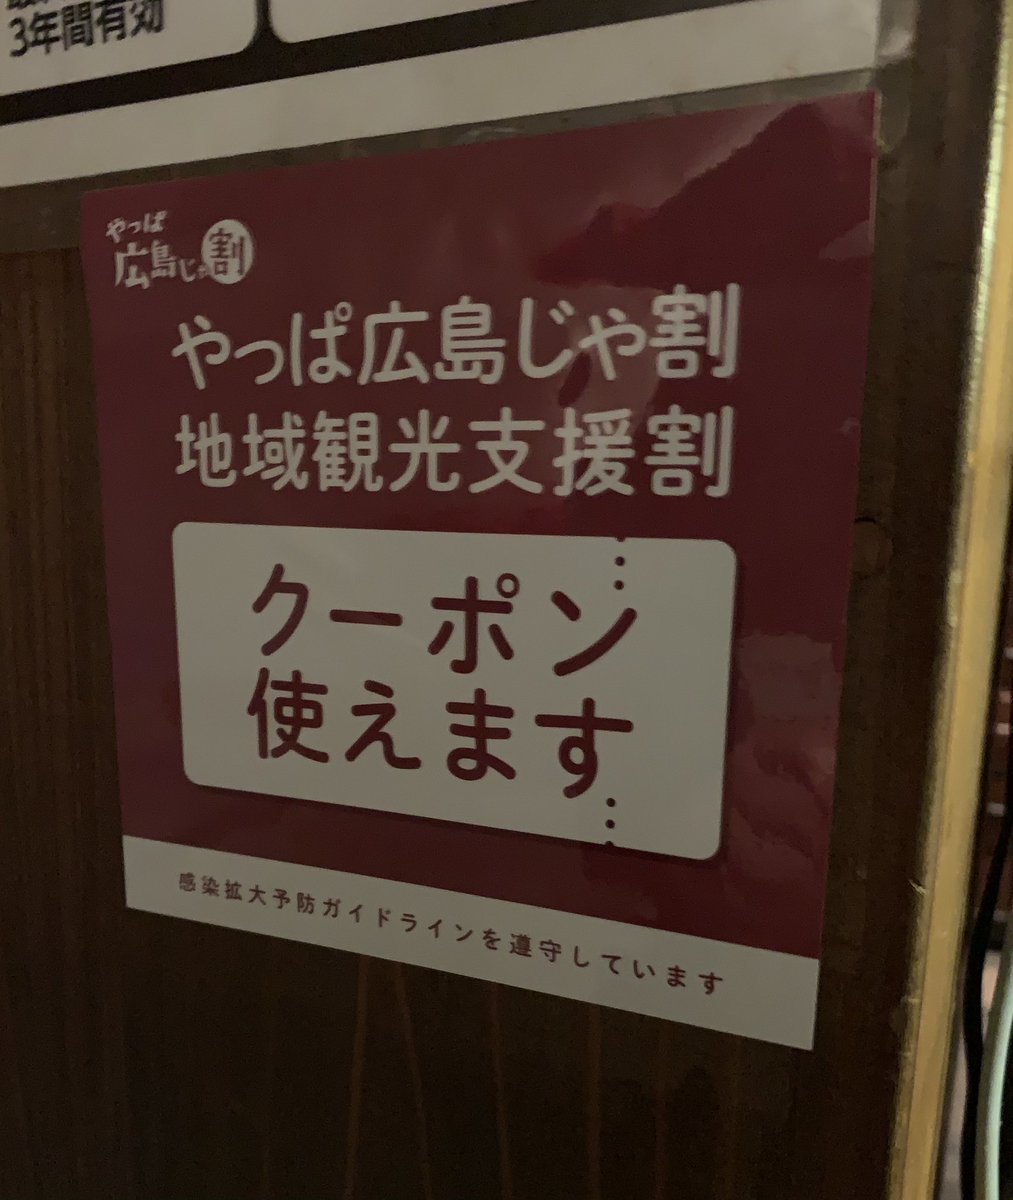 3年間有効
やっぱ
広島じゃ割
やっぱ広島じゃ割
地域観光支援割
クーポン
使えます
感染拡大予防ガイドラインを遵守しています